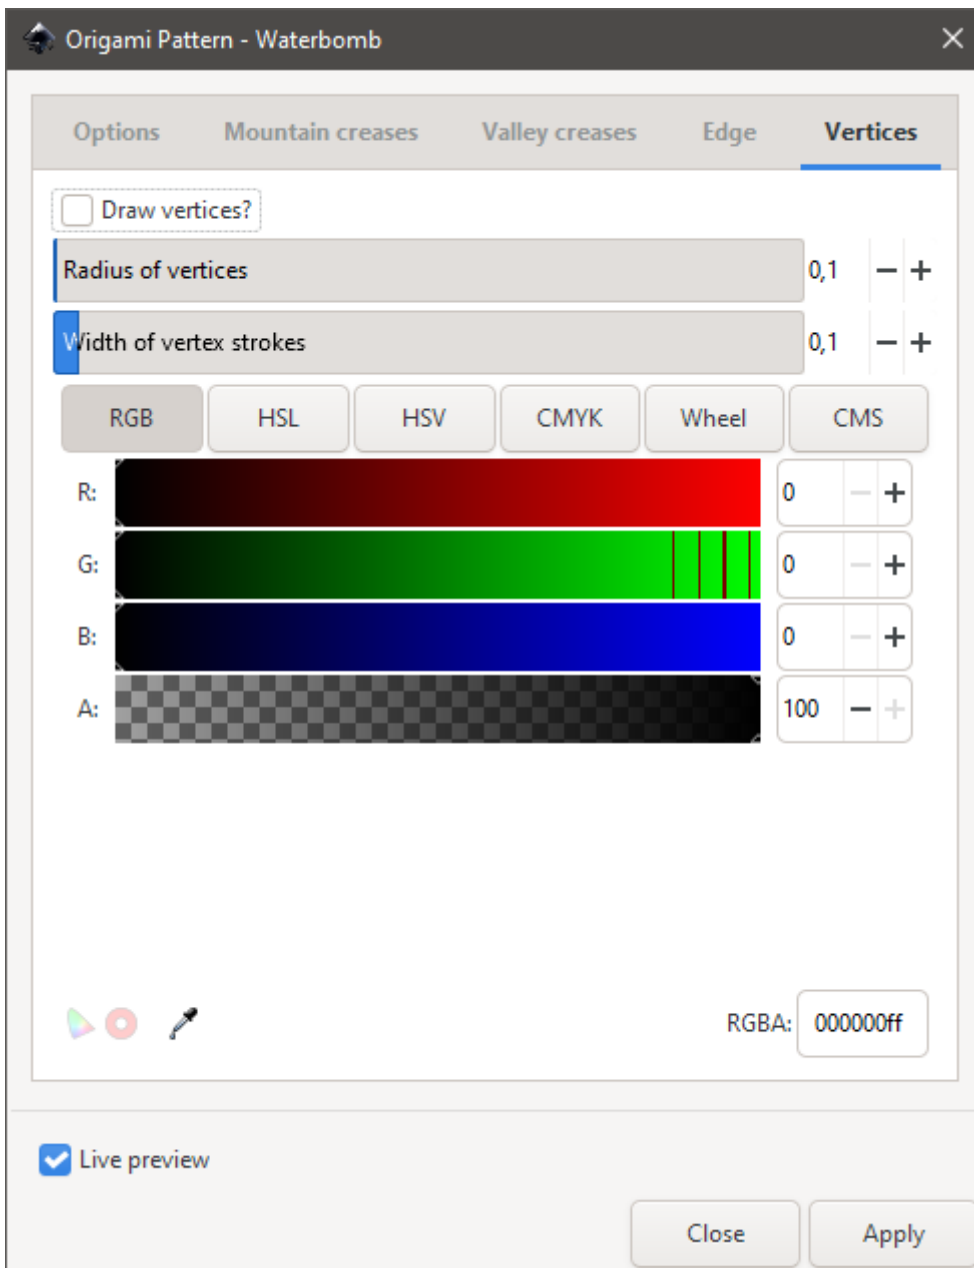 Origami Pattern - Waterbomb
Options Mountain creases Valley creases Edge Vertices
Draw vertices?
Radius of vertices 0,1
Width of vertex strokes 0,1
RGB HSL HSV CMYK Wheel CMS
R: 0
G: 0
B: 0
A: 100
RGBA: 000000ff
Live preview
Close Apply